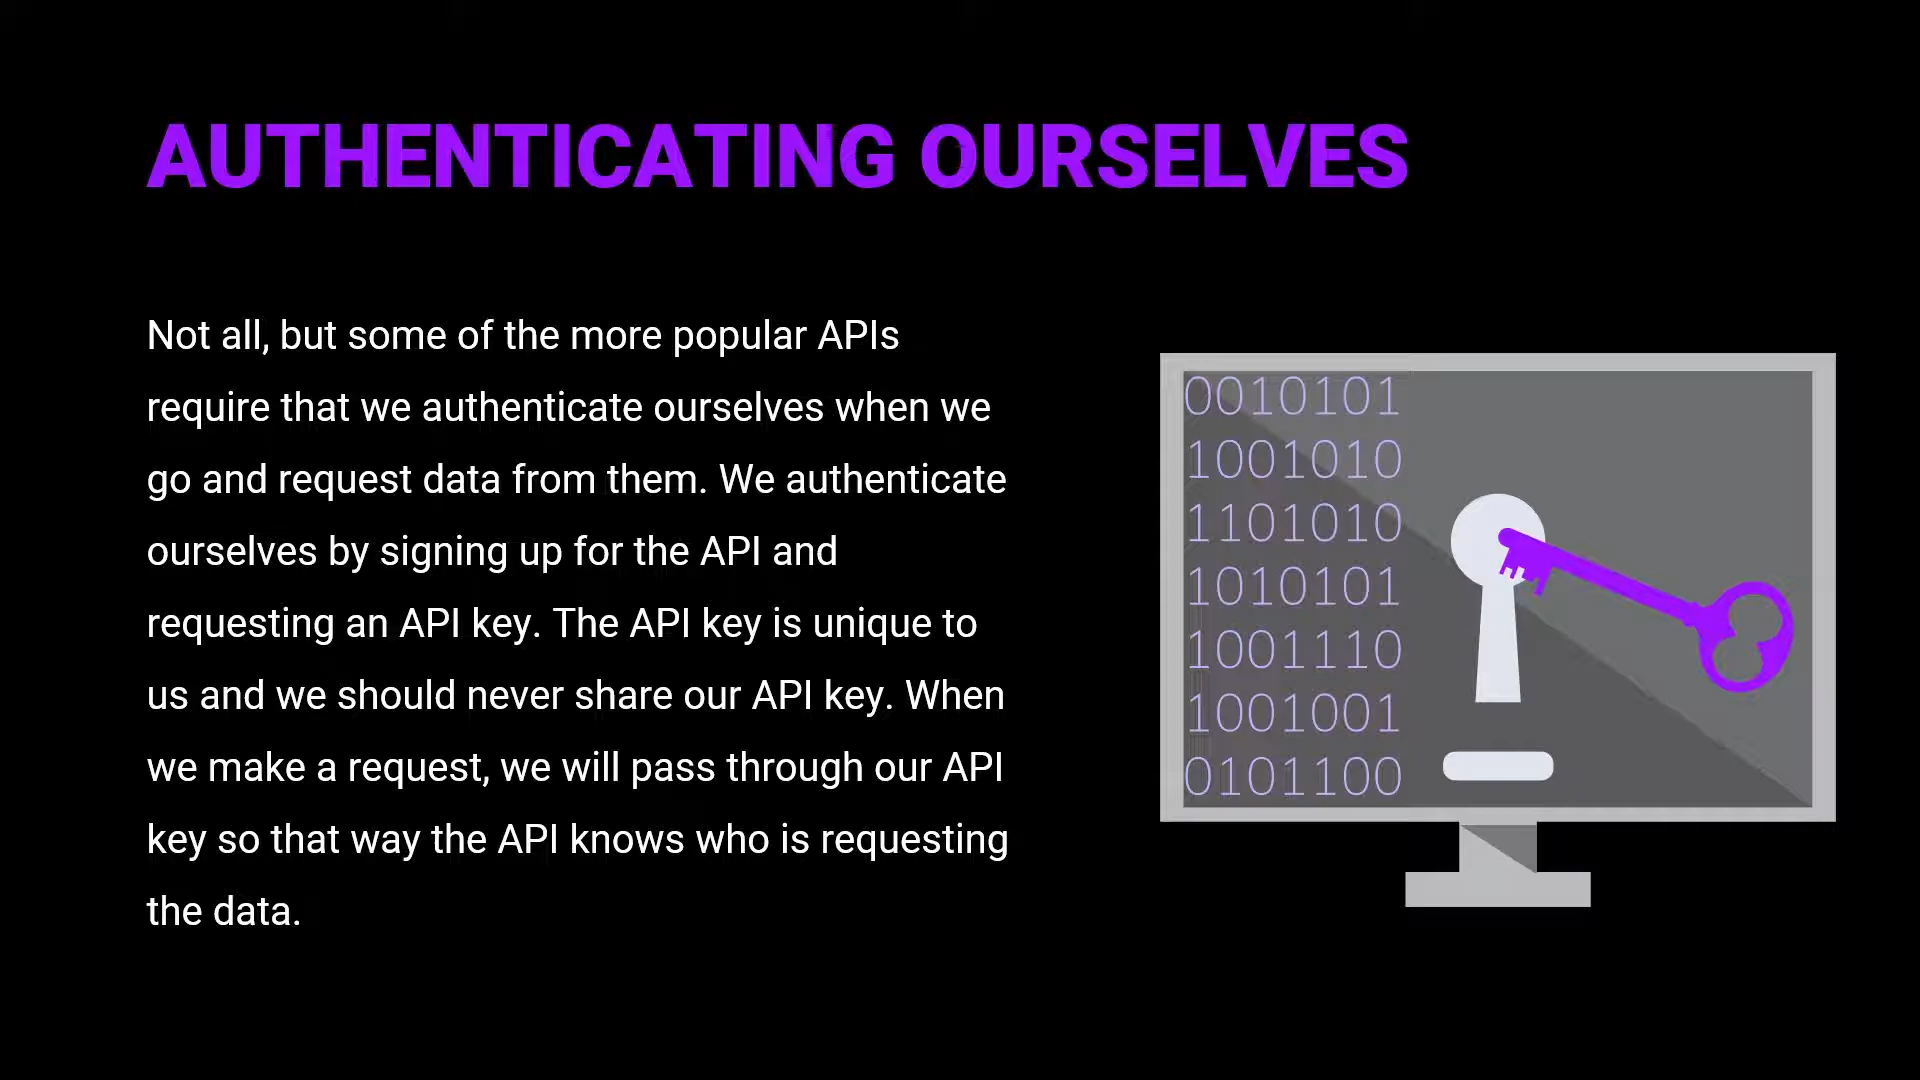 AUTHENTICATING OURSELVES
Not all, but some of the more popular APIs
require that we authenticate ourselves when we
go and request data from them. We authenticate
ourselves by signing up for the API and
requesting an API key. The API key is unique to
us and we should never share our API key. When
we make a request, we will pass through our API
key so that way the API knows who is requesting
the data.
0010101
1001010
1101010
1010101
1001110
1001001
0101100